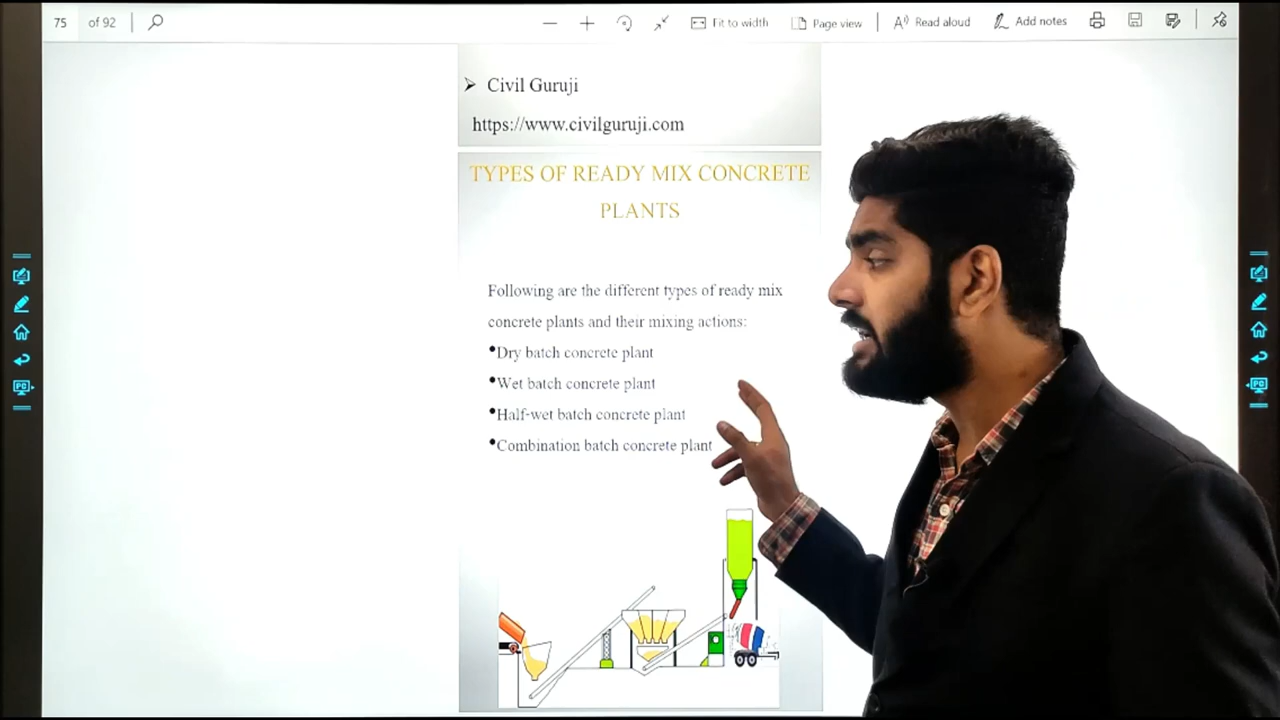 75 of 92 Fit to width Page view Read aloud Add notes
➤ Civil Guruji
https://www.civilguruji.com
TYPES OF READY MIX CONCRETE
PLANTS
Following are the different types of ready mix
concrete plants and their mixing actions:
•Dry batch concrete plant
•Wet batch concrete plant
•Half-wet batch concrete plant
•Combination batch concrete plant
PC
PC